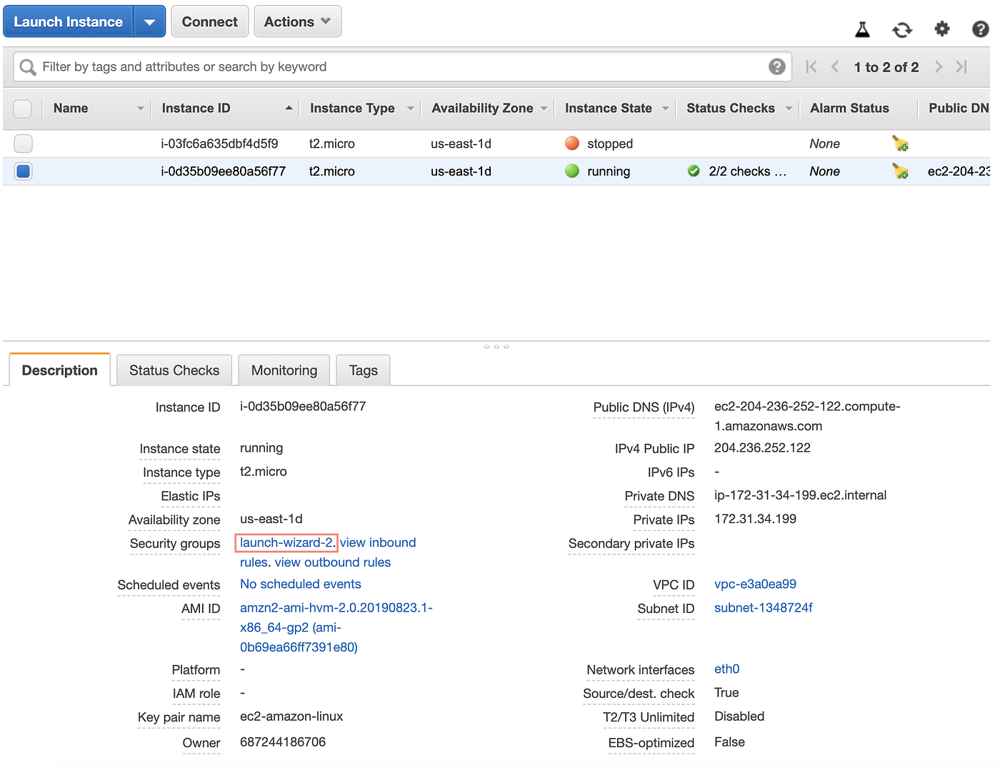 Launch Instance Connect Actions
Filter by tags and attributes or search by keyword 1 to 2 of 2
Name Instance ID Instance Type Availability Zone Instance State Status Checks Alarm Status Public DN
i-03fc6a635dbf4d5f9 t2.micro us-east-1d stopped None
i-0d35b09ee80a56f77 t2.micro us-east-1d running 2/2 checks ... None ec2-204-23
Description Status Checks Monitoring Tags
Instance ID i-0d35b09ee80a56f77 Public DNS (IPv4) ec2-204-236-252-122.compute-
1.amazonaws.com
Instance state running IPv4 Public IP 204.236.252.122
Instance type t2.micro IPv6 IPs -
Elastic IPs Private DNS ip-172-31-34-199.ec2.internal
Availability zone us-east-1d Private IPs 172.31.34.199
Security groups launch-wizard-2. view inbound Secondary private IPs
rules. view outbound rules
Scheduled events No scheduled events VPC ID vpc-e3a0ea99
AMI ID amzn2-ami-hvm-2.0.20190823.1- Subnet ID subnet-1348724f
x86_64-gp2 (ami-
0b69ea66ff7391e80)
Platform - Network interfaces eth0
IAM role - Source/dest. check True
Key pair name ec2-amazon-linux T2/T3 Unlimited Disabled
Owner 687244186706 EBS-optimized False